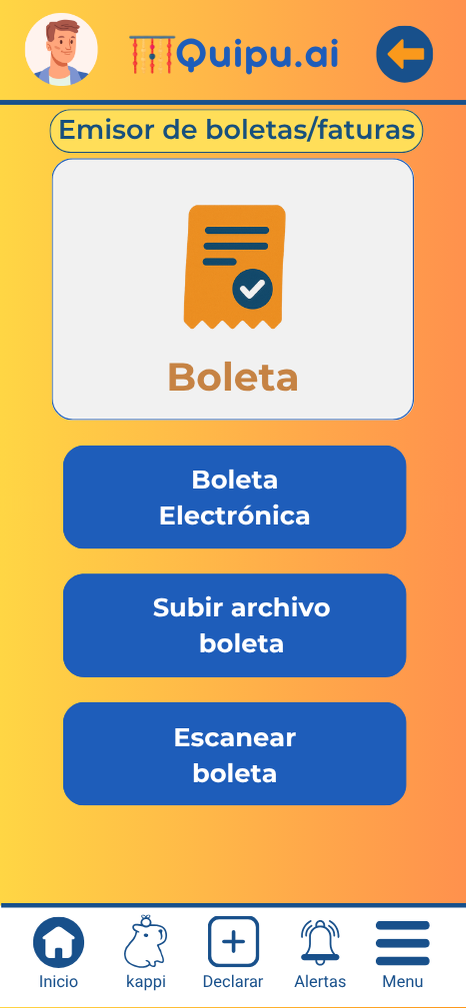 Quipu.ai
Emisor de boletas/faturas
Boleta
Boleta
Electrónica
Subir archivo
boleta
Escanear
boleta
Inicio
kappi
Declarar
Alertas
Menu